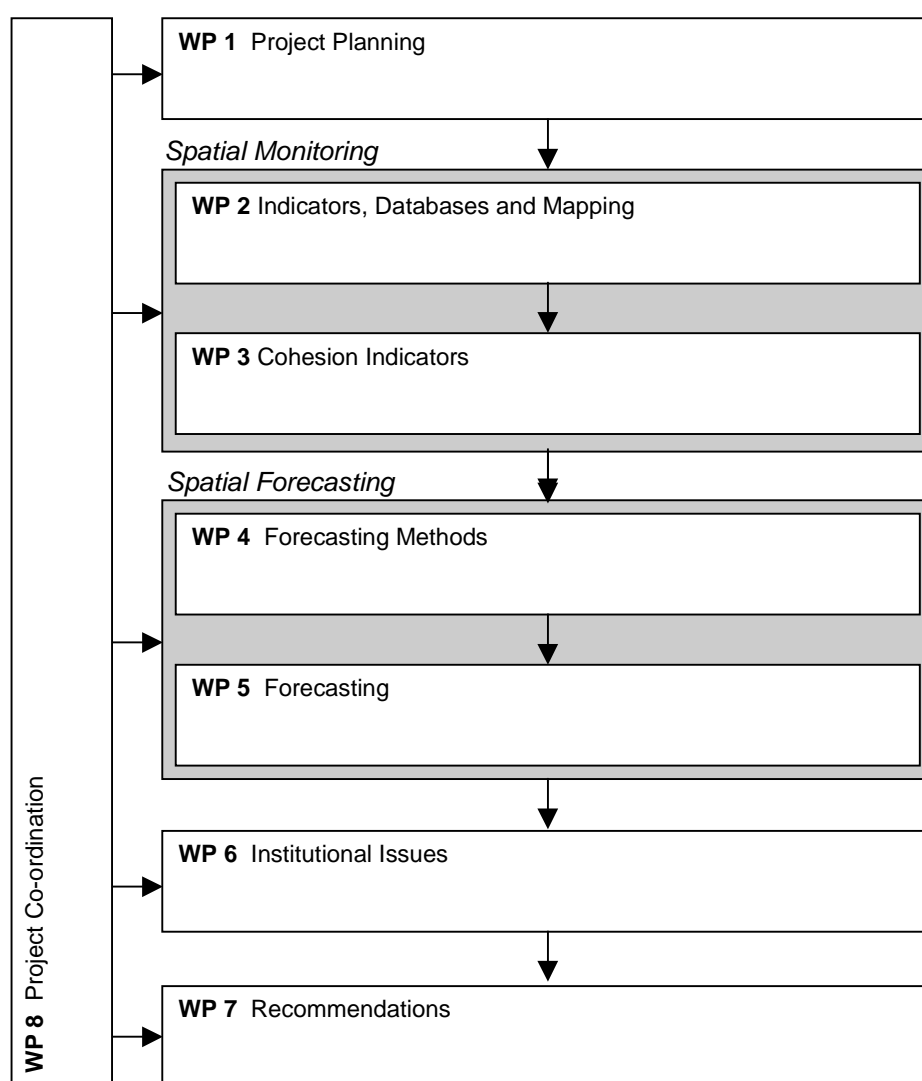 WP 1 Project Planning
Spatial Monitoring
WP 2 Indicators, Databases and Mapping
WP 3 Cohesion Indicators
Spatial Forecasting
WP 4 Forecasting Methods
WP 5 Forecasting
WP 6 Institutional Issues
WP 7 Recommendations
WP 8 Project Co-ordination